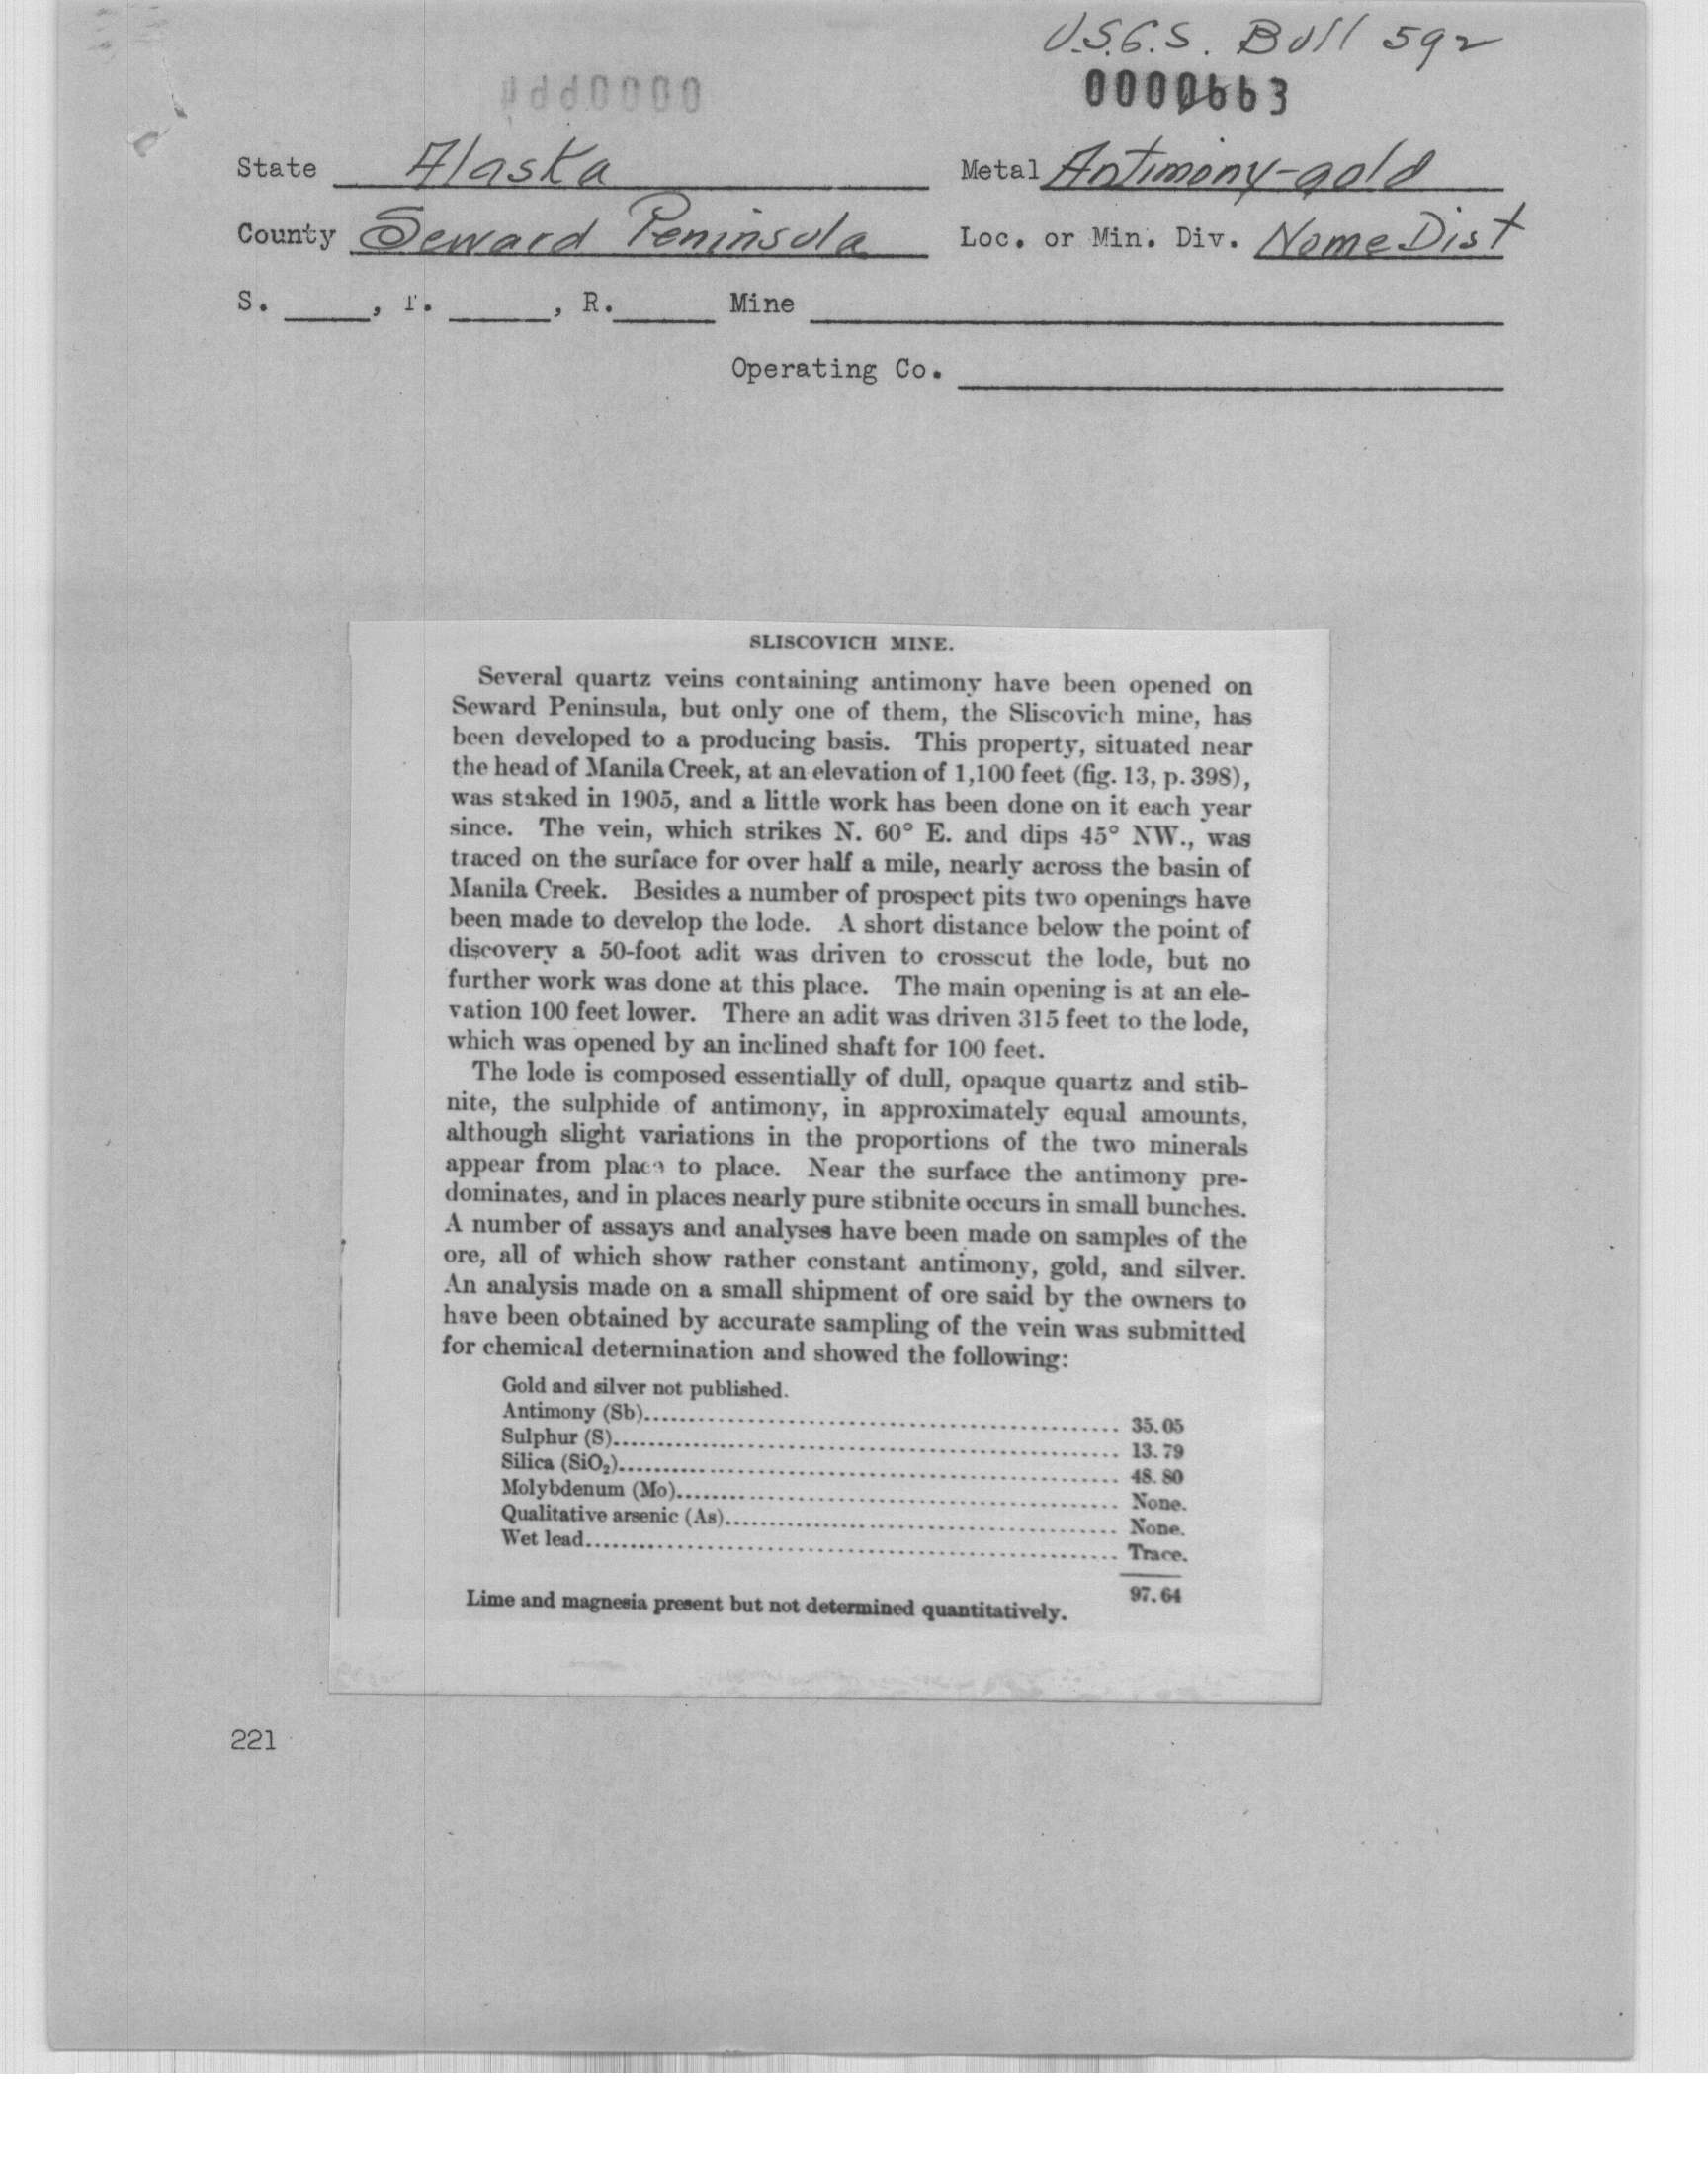 U.S.G.S. Bull 592
0000663
State Alaska Metal Antimony-gold
County Seward Peninsula Loc. or Min. Div. Nome Dist
S. , T. , R. Mine
Operating Co.
SLISCOVICH MINE.
Several quartz veins containing antimony have been opened on
Seward Peninsula, but only one of them, the Sliscovich mine, has
been developed to a producing basis. This property, situated near
the head of Manila Creek, at an elevation of 1,100 feet (fig. 13, p. 398),
was staked in 1905, and a little work has been done on it each year
since. The vein, which strikes N. 60° E. and dips 45° NW., was
traced on the surface for over half a mile, nearly across the basin of
Manila Creek. Besides a number of prospect pits two openings have
been made to develop the lode. A short distance below the point of
discovery a 50-foot adit was driven to crosscut the lode, but no
further work was done at this place. The main opening is at an ele-
vation 100 feet lower. There an adit was driven 315 feet to the lode,
which was opened by an inclined shaft for 100 feet.
The lode is composed essentially of dull, opaque quartz and stib-
nite, the sulphide of antimony, in approximately equal amounts,
although slight variations in the proportions of the two minerals
appear from place to place. Near the surface the antimony pre-
dominates, and in places nearly pure stibnite occurs in small bunches.
A number of assays and analyses have been made on samples of the
ore, all of which show rather constant antimony, gold, and silver.
An analysis made on a small shipment of ore said by the owners to
have been obtained by accurate sampling of the vein was submitted
for chemical determination and showed the following:
Gold and silver not published.
Antimony (Sb)........ 35.05
Sulphur (S)........ 13.79
Silica (SiO₂)........ 48.80
Molybdenum (Mo)........ None.
Qualitative arsenic (As)........ None.
Wet lead........ Trace.
97.64
Lime and magnesia present but not determined quantitatively.
221